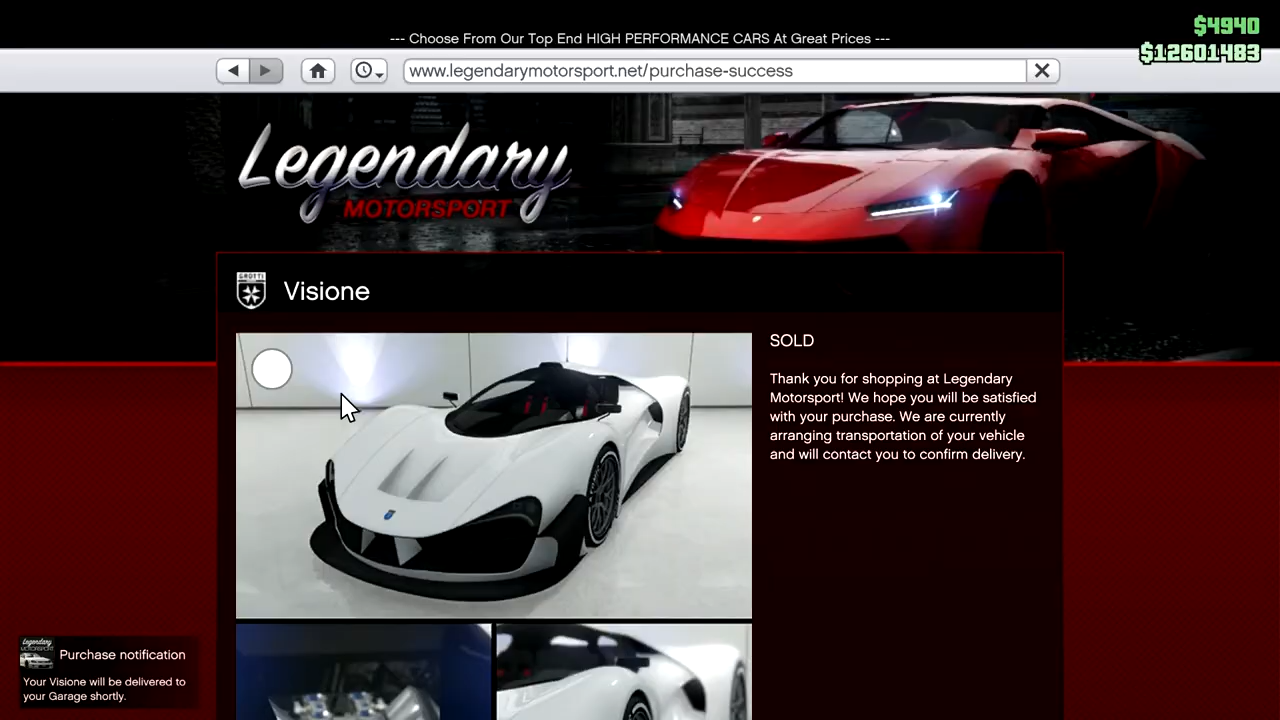 $4940
--- Choose From Our Top End HIGH PERFORMANCE CARS At Great Prices ---
$12601483
www.legendarymotorsport.net/purchase-success
Legendary
MOTORSPORT
GROTTI
Visione
SOLD
Thank you for shopping at Legendary
Motorsport! We hope you will be satisfied
with your purchase. We are currently
arranging transportation of your vehicle
and will contact you to confirm delivery.
Legendary
MOTORSPORT
Purchase notification
Your Visione will be delivered to
your Garage shortly.